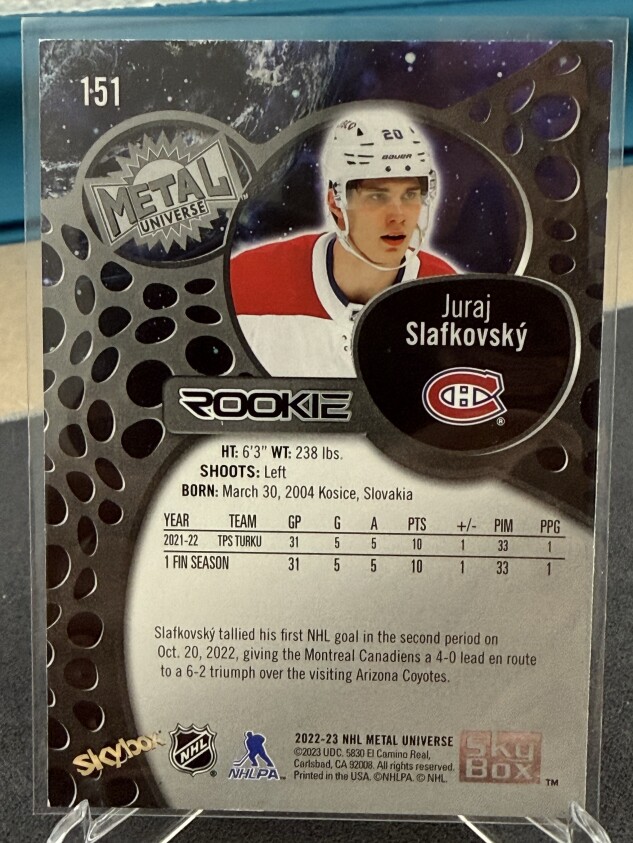 151
METAL
UNIVERSE
TM
20
BAUER
Juraj
Slafkovský
®
ROOKIE
HT: 6'3" WT: 238 lbs.
SHOOTS: Left
BORN: March 30, 2004 Kosice, Slovakia
YEAR TEAM GP G A PTS +/- PIM PPG
2021-22 TPS TURKU 31 5 5 10 1 33 1
1 FIN SEASON 31 5 5 10 1 33 1
Slafkovský tallied his first NHL goal in the second period on
Oct. 20, 2022, giving the Montreal Canadiens a 4-0 lead en route
to a 6-2 triumph over the visiting Arizona Coyotes.
skybox
NHL
®
NHLPA
TM
2022-23 NHL METAL UNIVERSE
©2023 UDC. 5830 El Camino Real,
Carlsbad, CA 92008. All rights reserved.
Printed in the USA. ©NHLPA. © NHL.
Sky
Box
TM